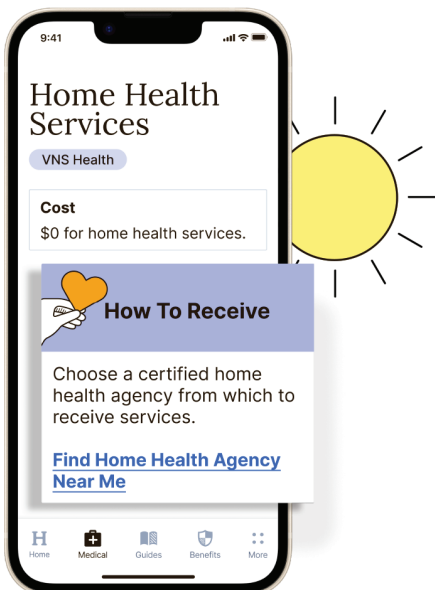 9:41
Home Health
Services
VNS Health
Cost
$0 for home health services.
How To Receive
Choose a certified home
health agency from which to
receive services.
Find Home Health Agency
Near Me
H
Home
Medical
Guides
Benefits
More